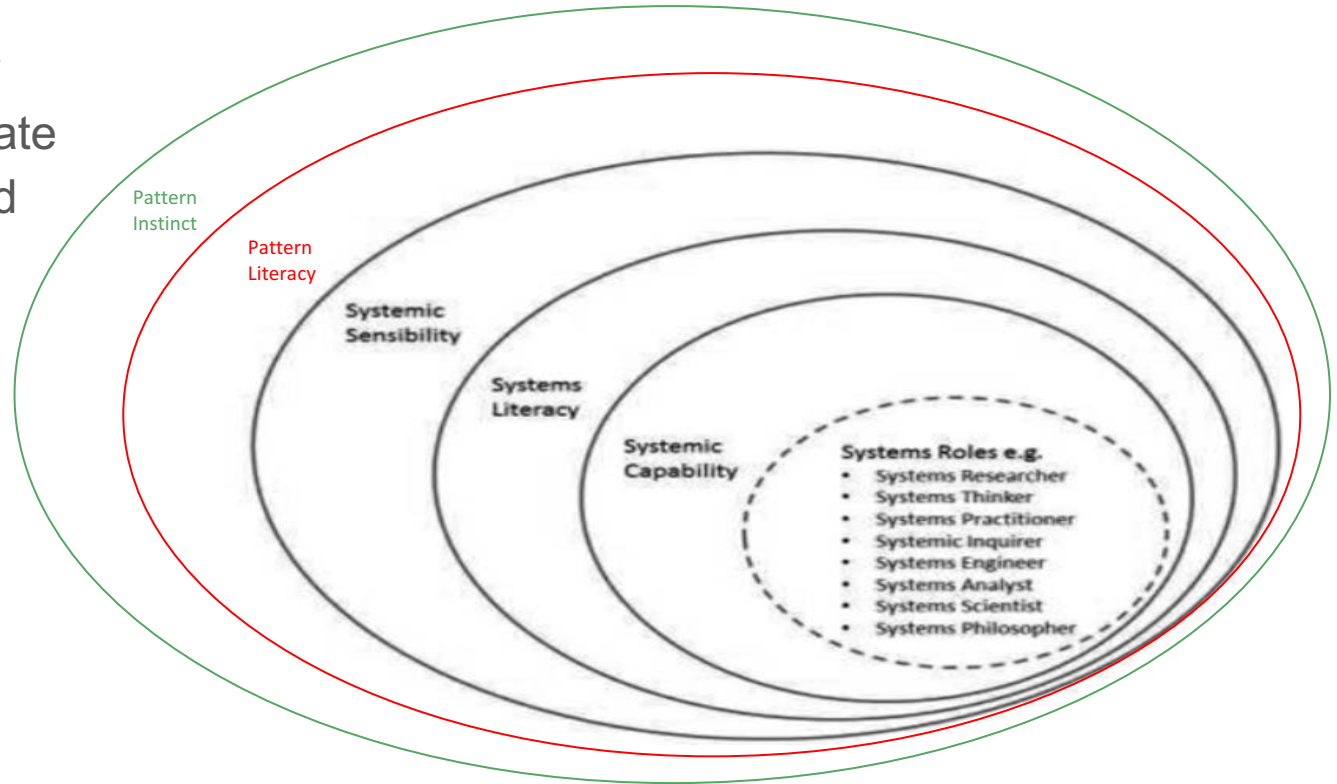 ate
d
Pattern
Instinct
Pattern
Literacy
Systemic
Sensibility
Systems
Literacy
Systemic
Capability
Systems Roles e.g.
• Systems Researcher
• Systems Thinker
• Systems Practitioner
• Systemic Inquirer
• Systems Engineer
• Systems Analyst
• Systems Scientist
• Systems Philosopher